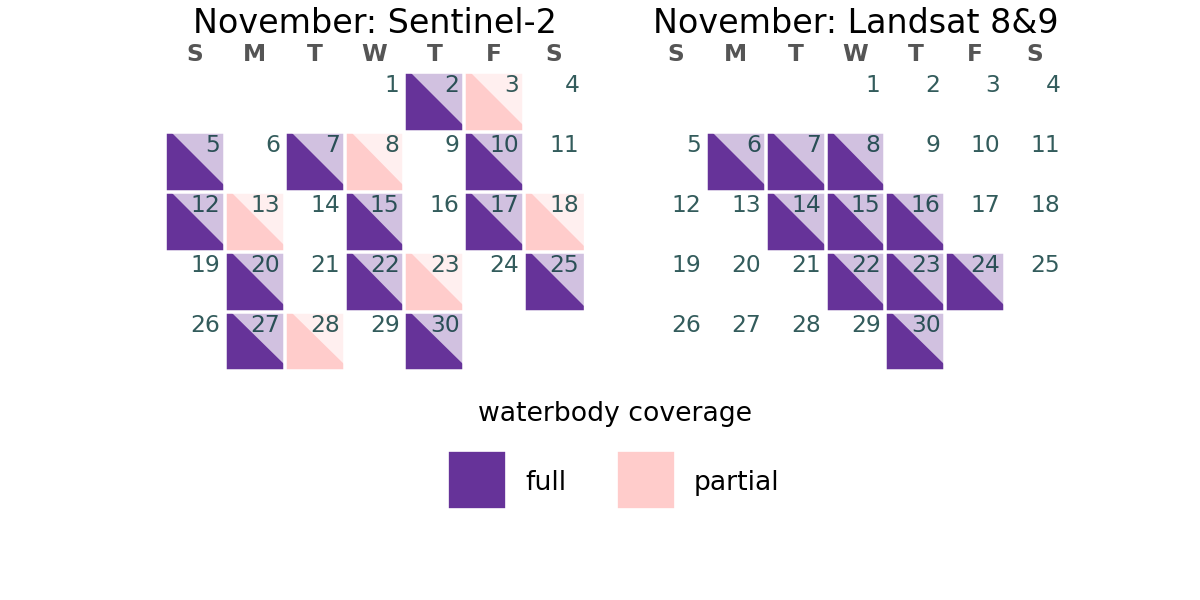 November: Sentinel-2
S M T W T F S
1 2 3 4
5 6 7 8 9 10 11
12 13 14 15 16 17 18
19 20 21 22 23 24 25
26 27 28 29 30
November: Landsat 8&9
S M T W T F S
1 2 3 4
5 6 7 8 9 10 11
12 13 14 15 16 17 18
19 20 21 22 23 24 25
26 27 28 29 30
waterbody coverage
full partial